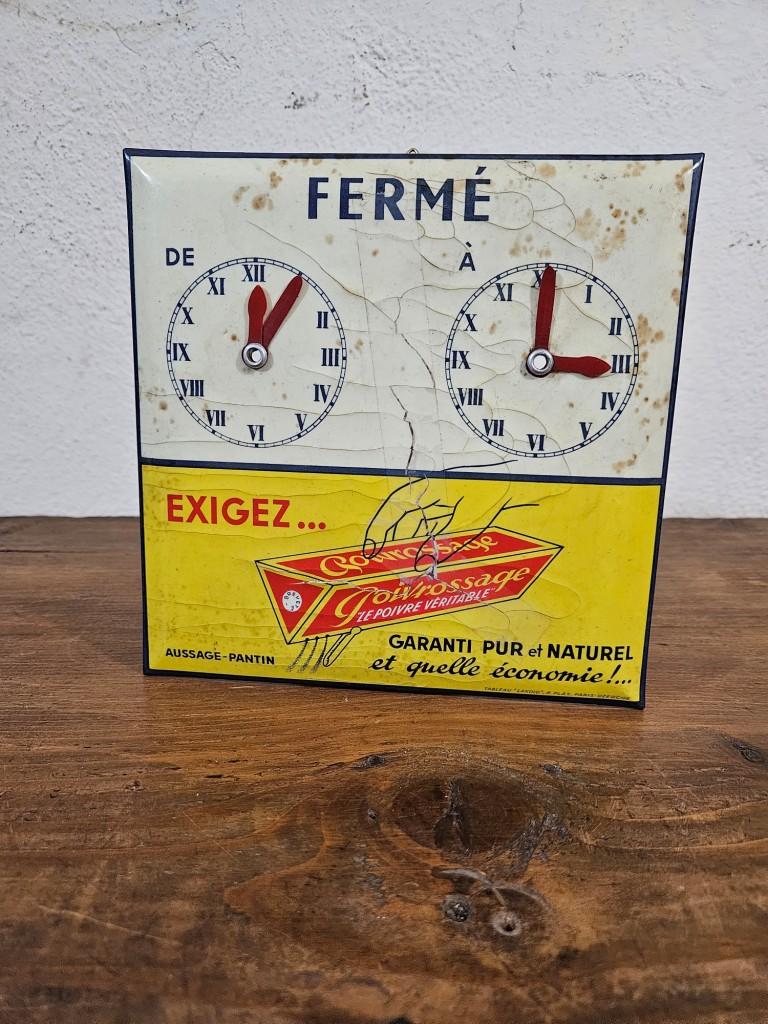 FERMÉ
DE
À
XII
XI
II
X
III
IX
IV
VIII
V
VII
VI
XI
I
X
II
IX
III
VIII
IV
VII
V
VI
EXIGEZ...
Gowrossage
Gowrossage
"LE POIVRE VÉRITABLE"
GARANTI PUR et NATUREL
AUSSAGE-PANTIN
et quelle économie!...